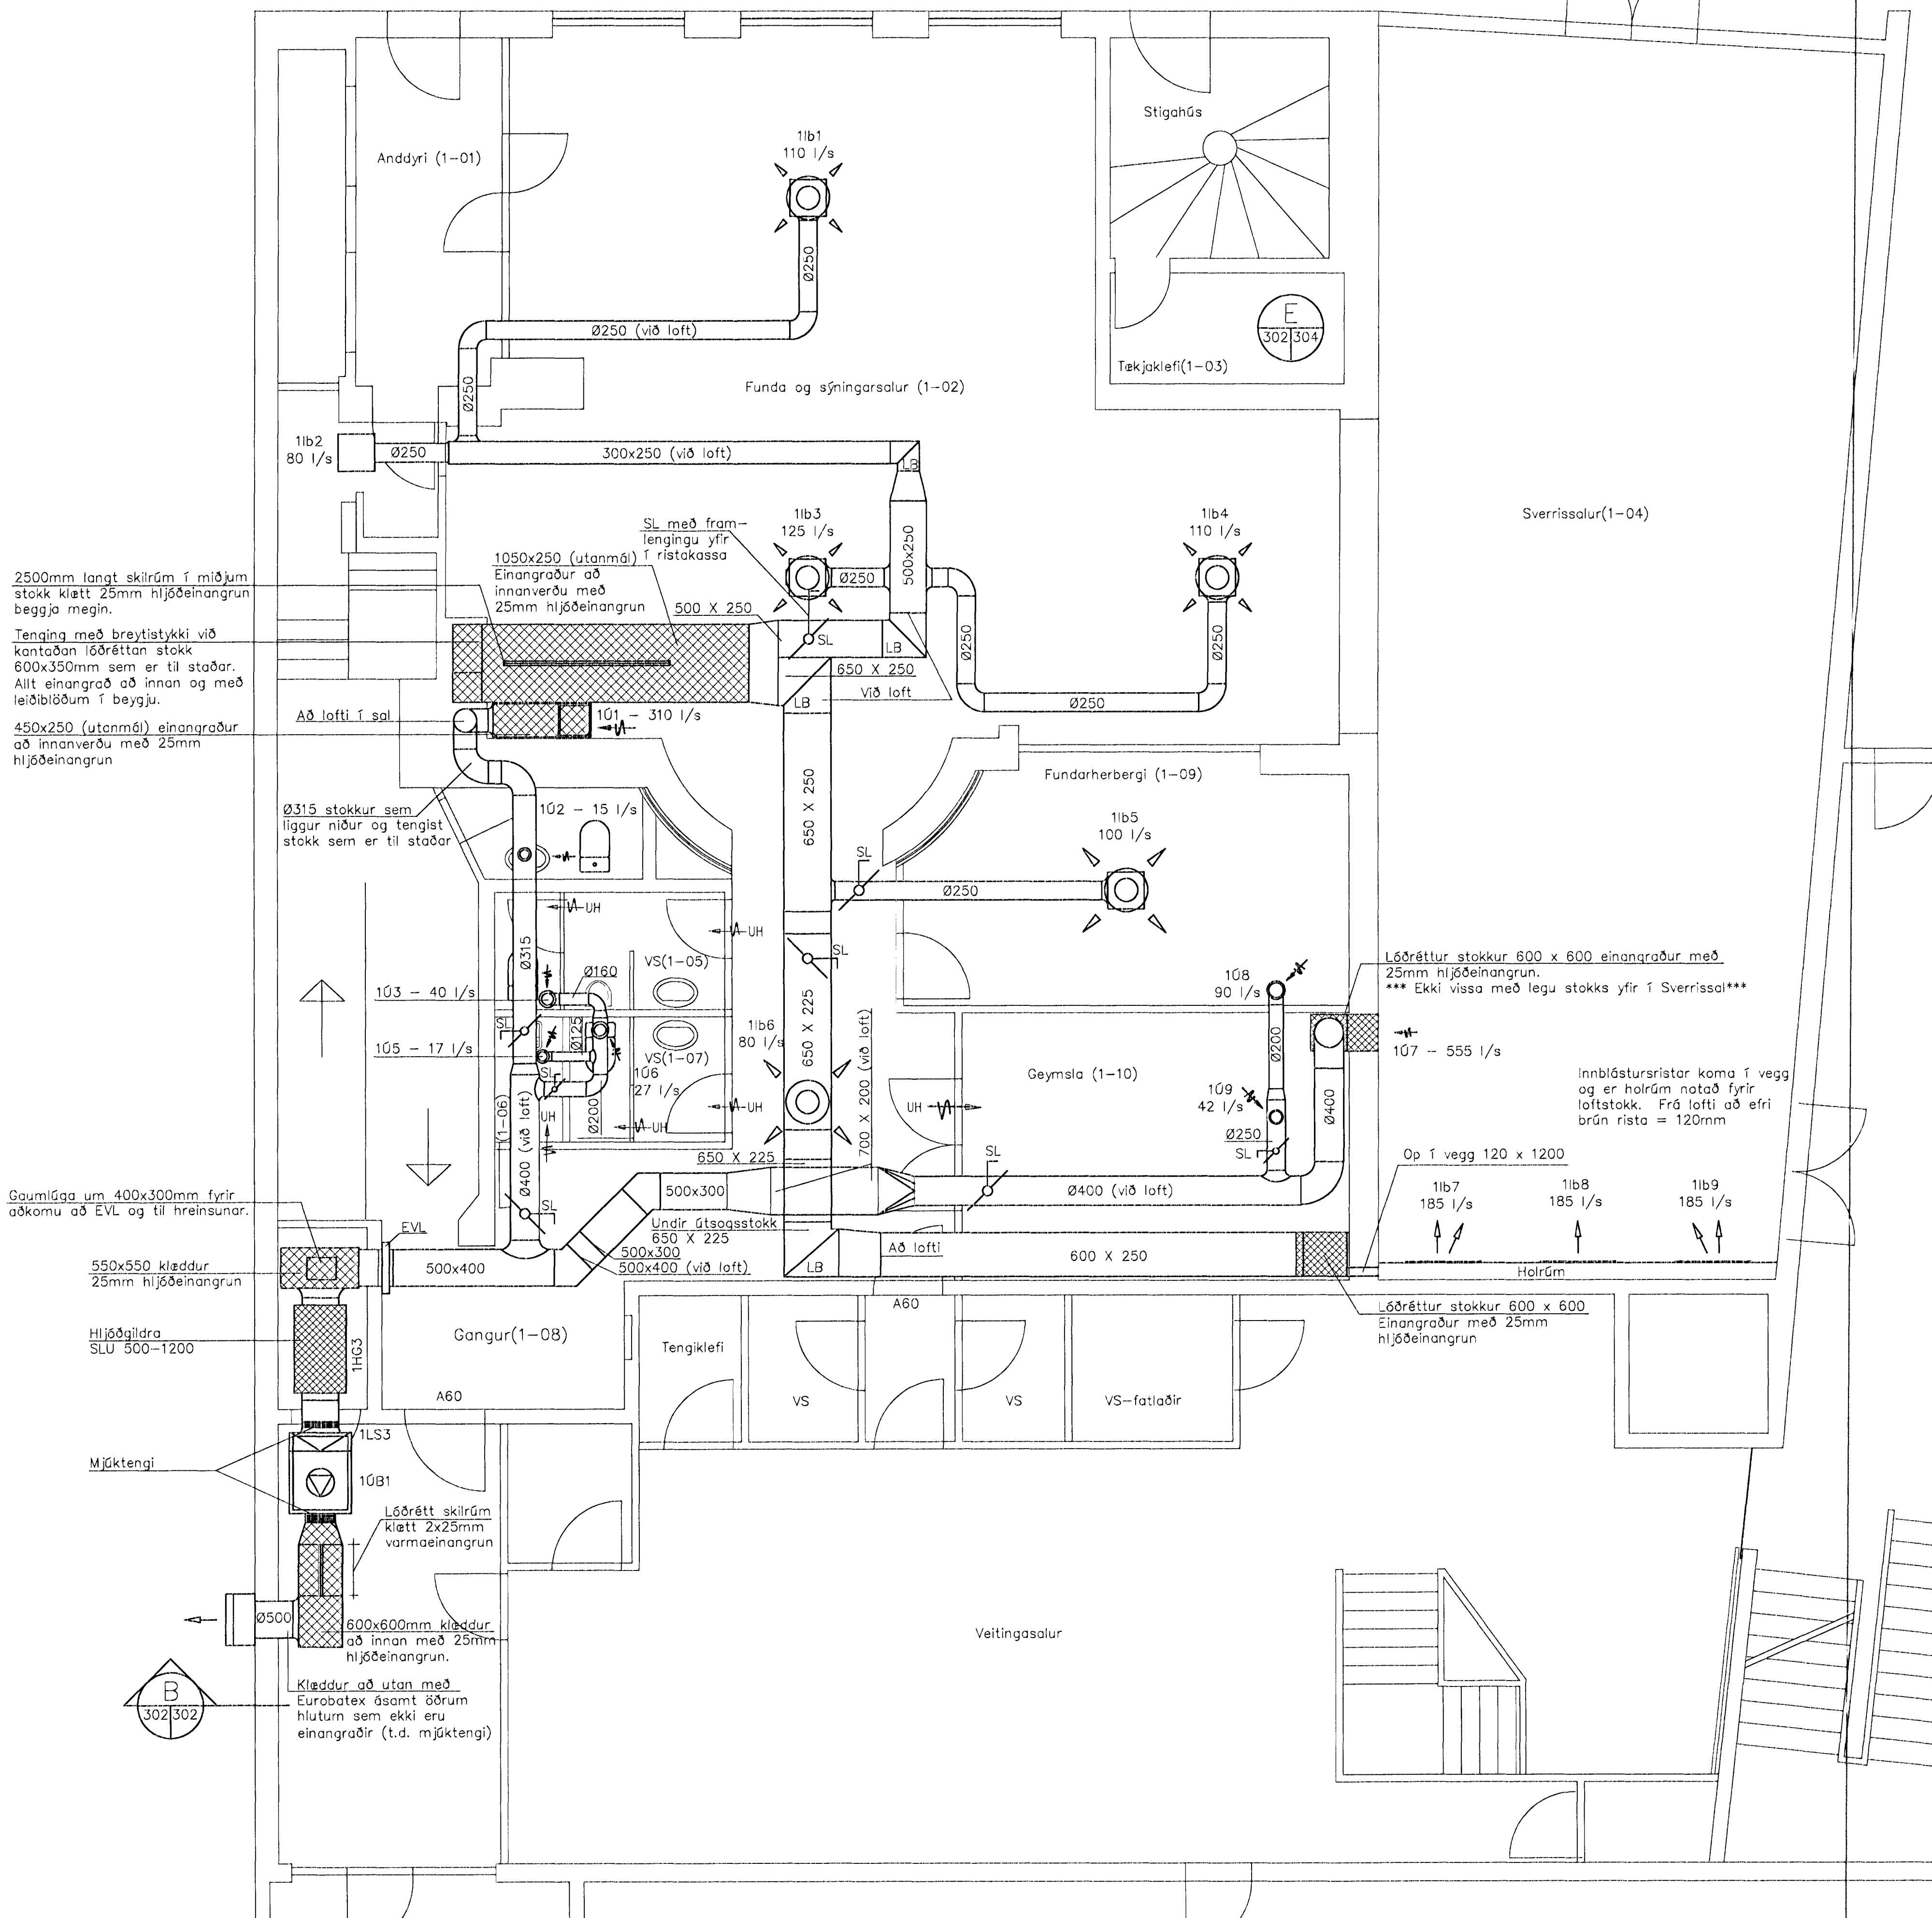 Anddyri (1-01)
1Ib1
110 l/s
Stigahús
Ø250
Ø250 (við loft)
Ø250
E
302 304
Tækjaklefi(1-03)
Funda og sýningarsalur (1-02)
1Ib2
80 l/s
Ø250
300x250 (við loft)
LB
500x250
SL með fram-
lengingu yfir
í ristakassa
1Ib3
125 l/s
Ø250
1Ib4
110 l/s
Ø250
Ø250
Ø250
Sverrissalur(1-04)
2500mm langt skilrúm í miðjum
stokk klætt 25mm hljóðeinangrun
beggja megin.
1050x250 (utanmál)
Einangraður að
innanverðu með
25mm hljóðeinangrun
500 X 250
SL
LB
650 X 250
Við loft
LB
Tenging með breytistykki við
kantaðan lóðréttan stokk
600x350mm sem er til staðar.
Allt einangrað að innan og með
leiðiblöðum í beygju.
Að lofti í sal
1Ú1 - 310 l/s
450x250 (utanmál) einangraður
að innanverðu með 25mm
hljóðeinangrun
Ø315 stokkur sem
liggur niður og tengist
stokk sem er til staðar
1Ú2 - 15 l/s
650 X 250
Fundarherbergi (1-09)
1Ib5
100 l/s
SL
Ø250
UH
UH
Ø315
Ø160
VS(1-05)
SL
1Ú3 - 40 l/s
SL
Ø125
1Ú5 - 17 l/s
VS(1-07)
SL
1Ú6
27 l/s
1Ib6
80 l/s
650 X 225
700 X 200 (við loft)
(1-06)
Ø400 (við loft)
UH
Ø200
UH
UH
650 X 225
1Ú8
90 l/s
Ø200
Geymsla (1-10)
1Ú9
42 l/s
UH
Ø250
SL
Ø400
Lóðréttur stokkur 600 x 600 einangraður með
25mm hljóðeinangrun.
*** Ekki vissa með legu stokks yfir í Sverrissal***
1Ú7 - 555 l/s
Innblástursristar koma í vegg
og er holrúm notað fyrir
loftstokk. Frá lofti að efri
brún rista = 120mm
Op í vegg 120 x 1200
1Ib7
185 l/s
1Ib8
185 l/s
1Ib9
185 l/s
Holrúm
SL
Ø400 (við loft)
500x300
Undir útsogsstokk
650 X 225
500x300
500x400 (við loft)
SL
Að lofti
600 X 250
LB
Gaumlúga um 400x300mm fyrir
aðkomu að EVL og til hreinsunar.
EVL
500x400
550x550 klæddur
25mm hljóðeinangrun
Hljóðgildra
SLU 500-1200
1HG3
Gangur(1-08)
A60
Tengiklefi
A60
VS
VS
VS-fatlaðir
Lóðréttur stokkur 600 x 600
Einangraður með 25mm
hljóðeinangrun
1LS3
Mjúktengi
1ÚB1
Lóðrétt skilrúm
klætt 2x25mm
varmaeinangrun
Ø500
600x600mm klæddur
að innan með 25mm
hljóðeinangrun.
Veitingasalur
B
302 302
Klæddur að utan með
Eurobatex ásamt öðrum
hlutum sem ekki eru
einangraðir (t.d. mjúktengi)